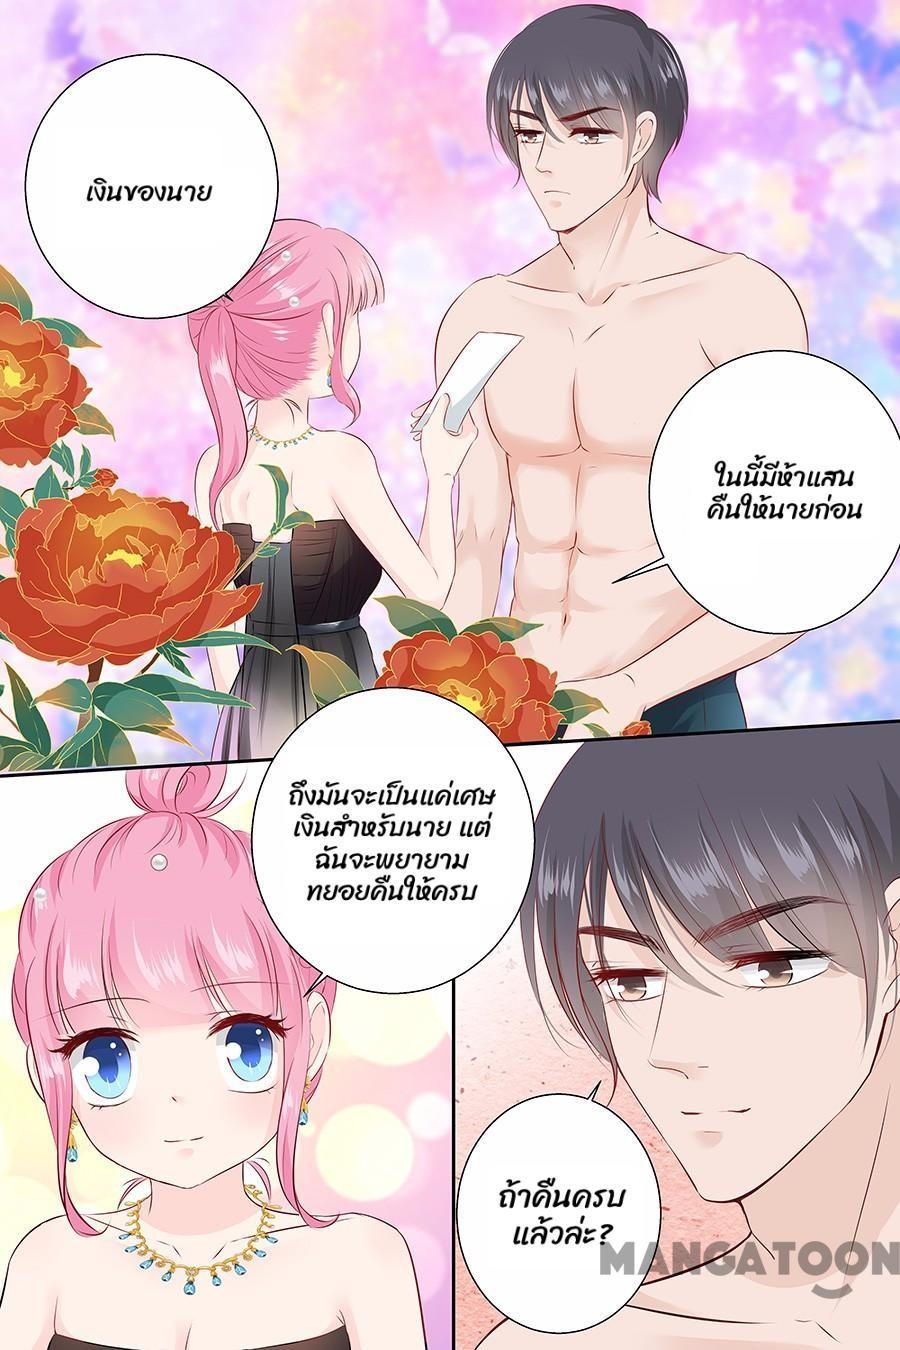 เงินของนาย
ในนี้มีห้าแสน
คืนให้นายก่อน
ถึงมันจะเป็นแค่เศษ
เงินสำหรับนาย แต่
ฉันจะพยายาม
ทยอยคืนให้ครบ
ถ้าคืนครบ
แล้วล่ะ?
MANGATOON